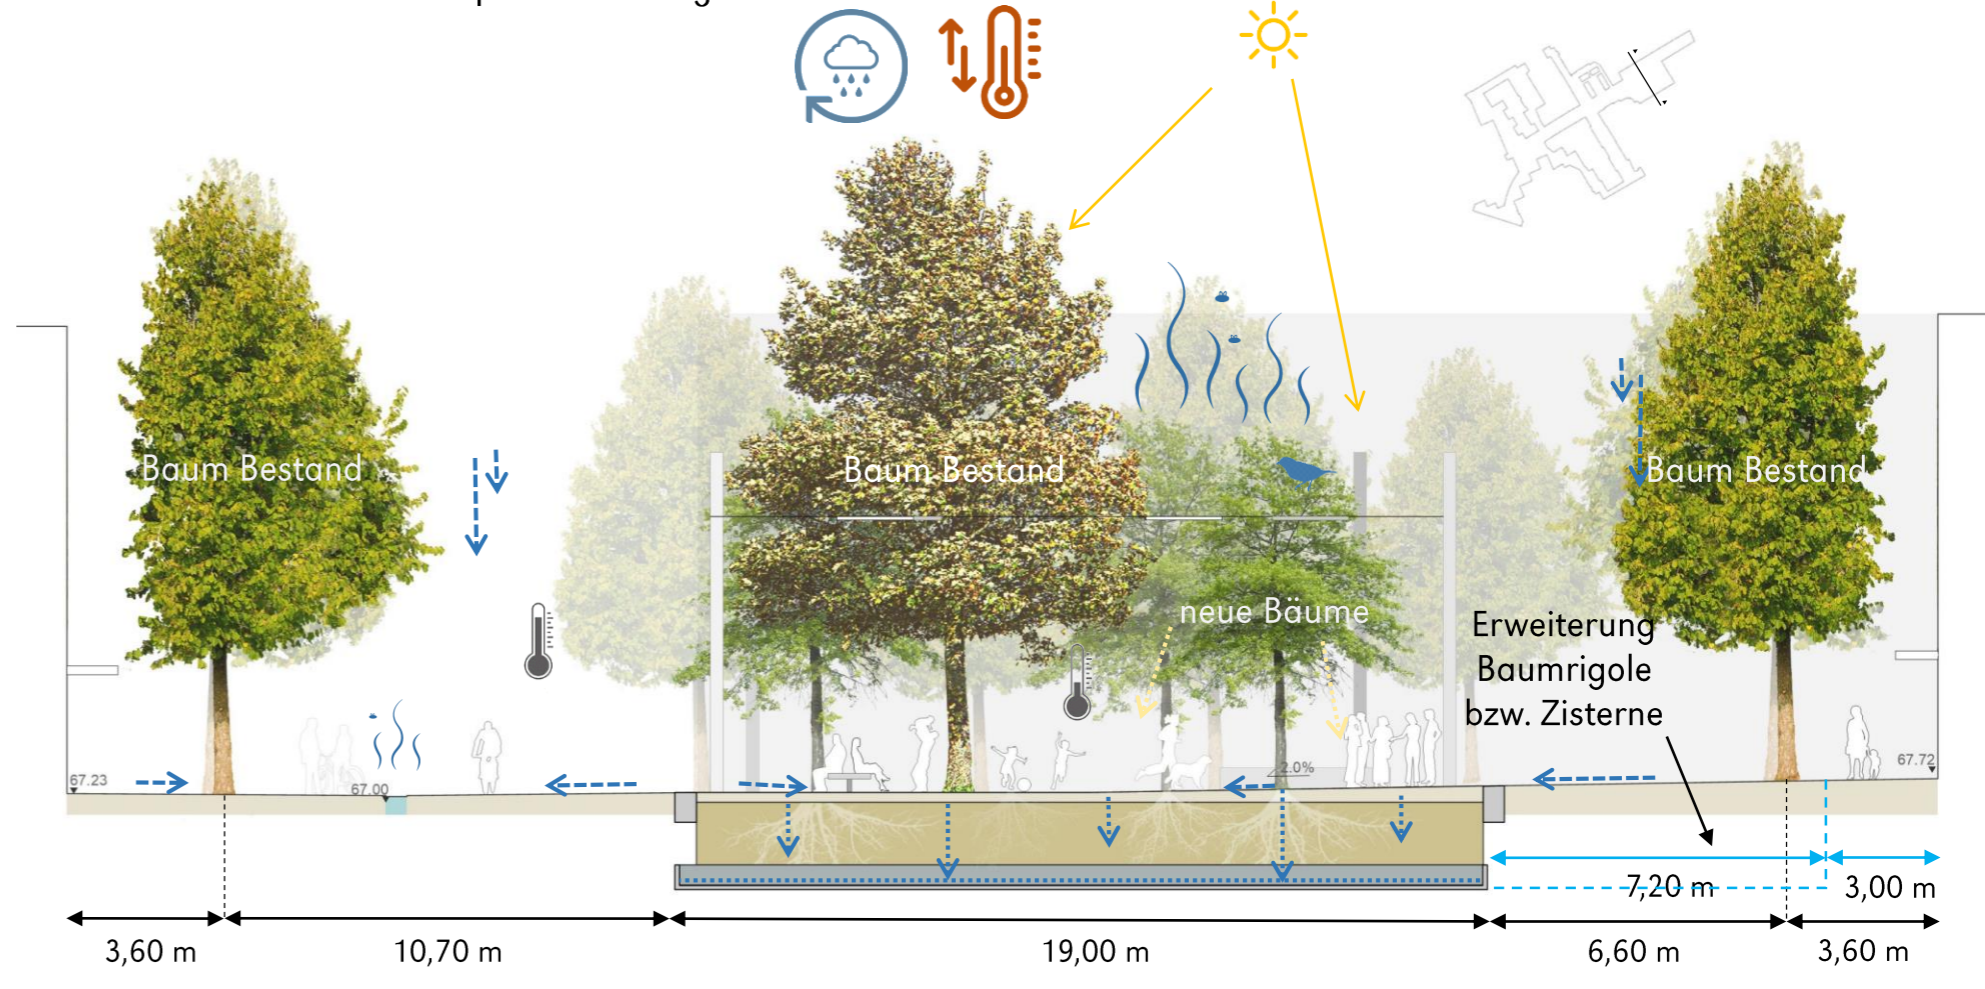 Baum Bestand
Baum Bestand
Baum Bestand
neue Bäume
Erweiterung
Baumrigole
bzw. Zisterne
67.23
67.00
2.0%
67.72
7,20 m
3,00 m
3,60 m
10,70 m
19,00 m
6,60 m
3,60 m